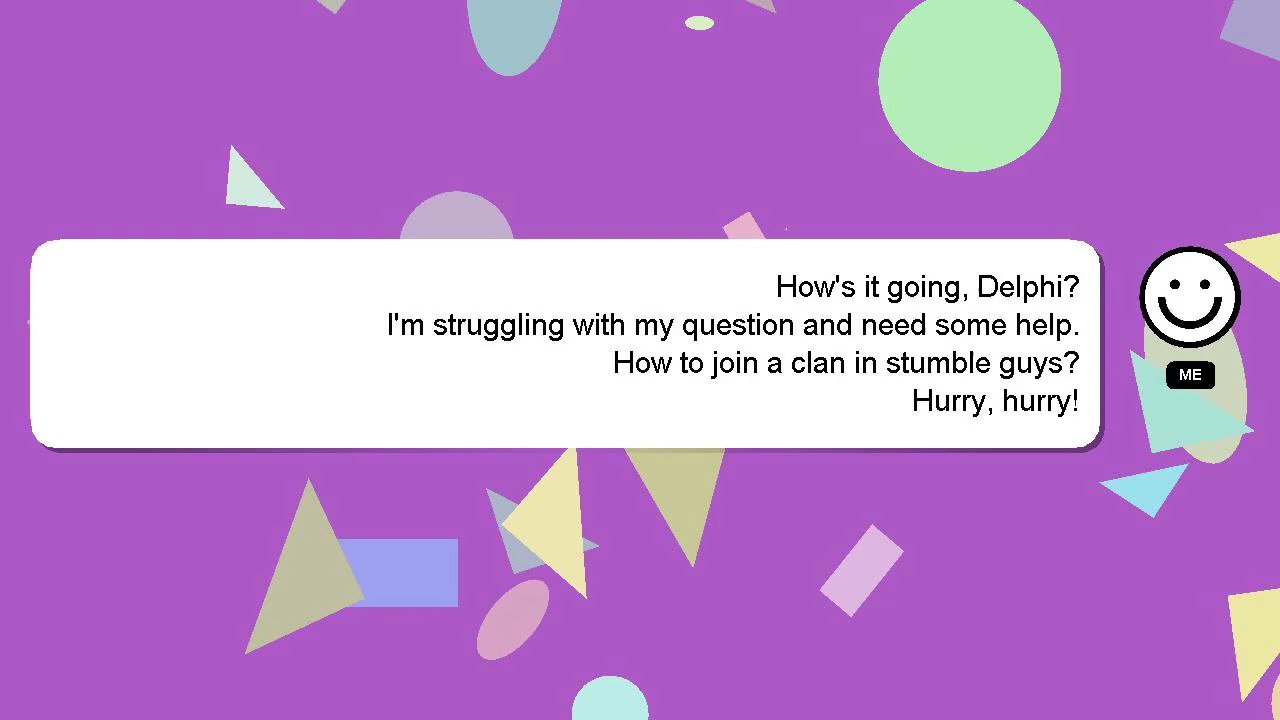 How's it going, Delphi?
I'm struggling with my question and need some help.
How to join a clan in stumble guys?
Hurry, hurry!
ME